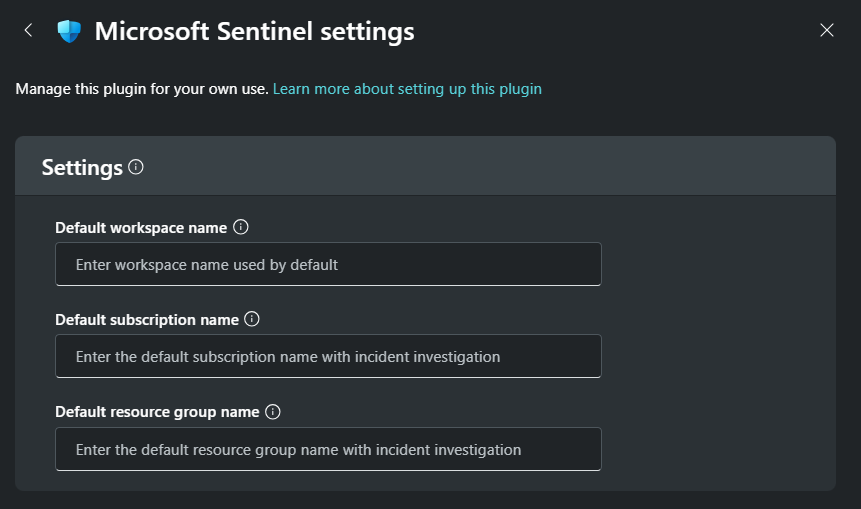 Microsoft Sentinel settings
Manage this plugin for your own use. Learn more about setting up this plugin
Settings
Default workspace name
Enter workspace name used by default
Default subscription name
Enter the default subscription name with incident investigation
Default resource group name
Enter the default resource group name with incident investigation